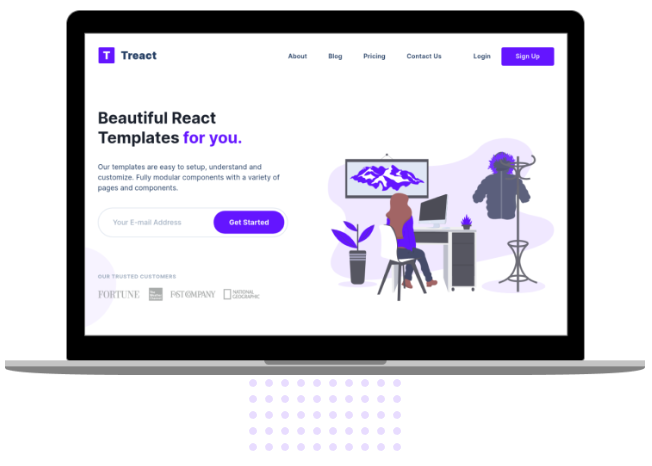 T Treact
About Blog Pricing Contact Us Login Sign Up
Beautiful React
Templates for you.
Our templates are easy to setup, understand and
customize. Fully modular components with a variety of
pages and components.
Your E-mail Address Get Started
OUR TRUSTED CUSTOMERS
FORTUNE FAST COMPANY NATIONAL
GEOGRAPHIC